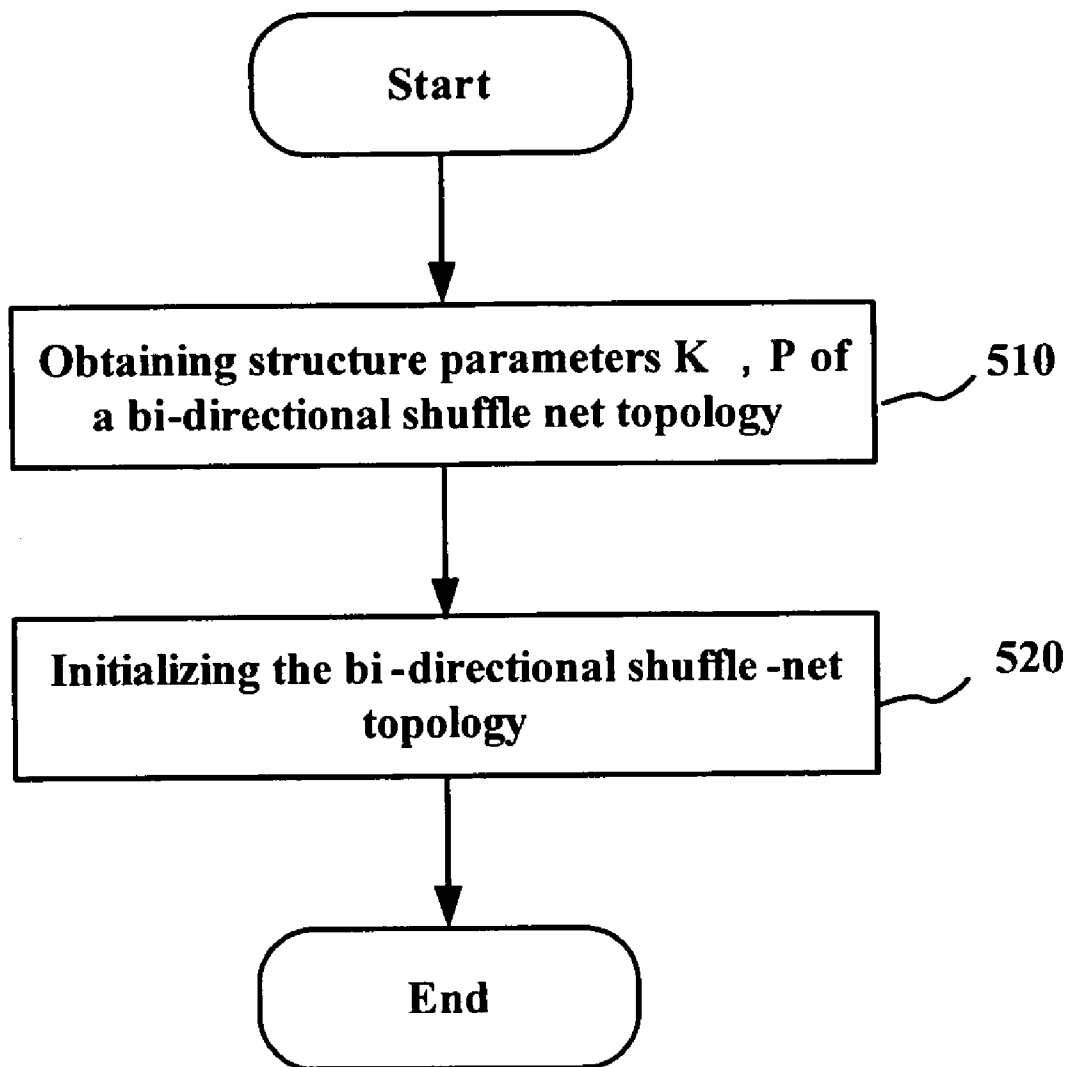 Start
Obtaining structure parameters K , P of
a bi-directional shuffle net topology
510
Initializing the bi-directional shuffle-net
topology
520
End